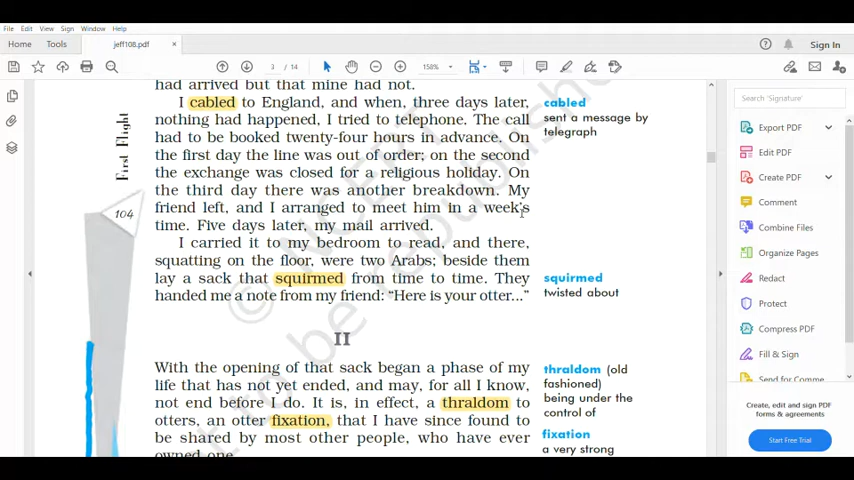 File Edit View Sign Window Help
Home Tools jeff108.pdf × Sign In
3 / 14 158%
had arrived but that mine had not.
I cabled to England, and when, three days later,
nothing had happened, I tried to telephone. The call
had to be booked twenty-four hours in advance. On
the first day the line was out of order; on the second
the exchange was closed for a religious holiday. On
the third day there was another breakdown. My
friend left, and I arranged to meet him in a week's
time. Five days later, my mail arrived.
I carried it to my bedroom to read, and there,
squatting on the floor, were two Arabs; beside them
lay a sack that squirmed from time to time. They
handed me a note from my friend: “Here is your otter...”
II
With the opening of that sack began a phase of my
life that has not yet ended, and may, for all I know,
not end before I do. It is, in effect, a thraldom to
otters, an otter fixation, that I have since found to
be shared by most other people, who have ever
owned one.
First Flight
104
cabled
sent a message by
telegraph
squirmed
twisted about
thraldom (old
fashioned)
being under the
control of
fixation
a very strong
© NCERT
not to be republished
Search 'Signature'
Export PDF
Edit PDF
Create PDF
Comment
Combine Files
Organize Pages
Redact
Protect
Compress PDF
Fill & Sign
Send for Comme
Create, edit and sign PDF
forms & agreements
Start Free Trial